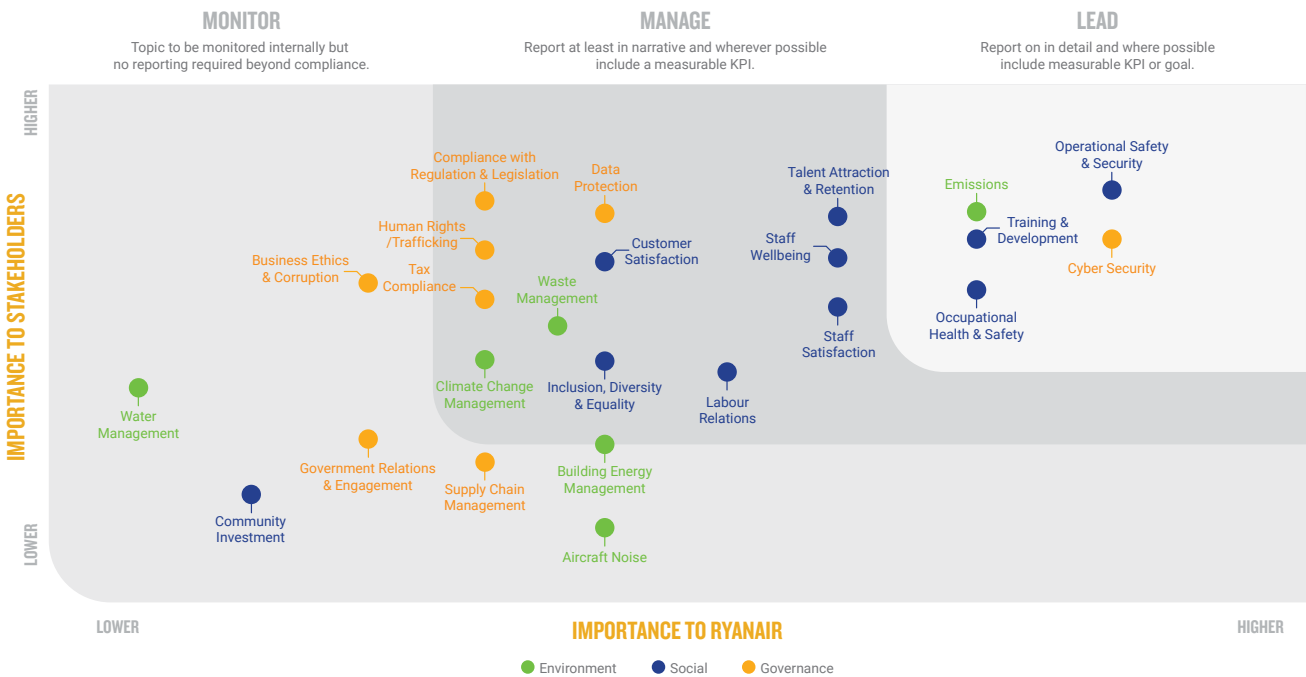 MONITOR
Topic to be monitored internally but
no reporting required beyond compliance.
MANAGE
Report at least in narrative and wherever possible
include a measurable KPI.
LEAD
Report on in detail and where possible
include measurable KPI or goal.
HIGHER
IMPORTANCE TO STAKEHOLDERS
LOWER
Compliance with
Regulation & Legislation
Data
Protection
Talent Attraction
& Retention
Operational Safety
& Security
Emissions
Human Rights
/Trafficking
Customer
Satisfaction
Staff
Wellbeing
Training &
Development
Business Ethics
& Corruption
Tax
Compliance
Cyber Security
Waste
Management
Occupational
Health & Safety
Staff
Satisfaction
Climate Change
Management
Inclusion, Diversity
& Equality
Labour
Relations
Water
Management
Government Relations
& Engagement
Supply Chain
Management
Building Energy
Management
Community
Investment
Aircraft Noise
LOWER
IMPORTANCE TO RYANAIR
HIGHER
Environment
Social
Governance